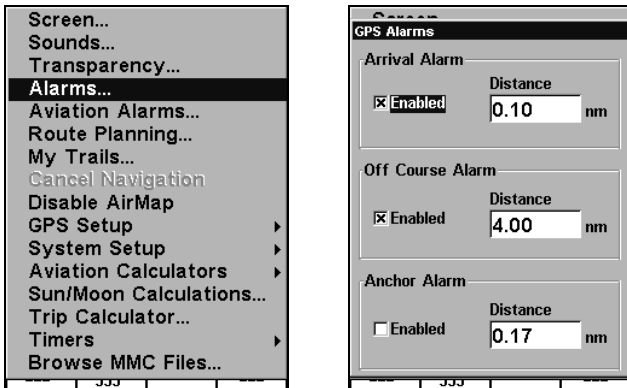 Screen...
Sounds...
Transparency...
Alarms...
Aviation Alarms...
Route Planning...
My Trails...
Cancel Navigation
Disable AirMap
GPS Setup
System Setup
Aviation Calculators
Sun/Moon Calculations...
Trip Calculator...
Timers
Browse MMC Files...
GPS Alarms
Arrival Alarm
Distance
Enabled 0.10 nm
Off Course Alarm
Distance
Enabled 4.00 nm
Anchor Alarm
Distance
Enabled 0.17 nm